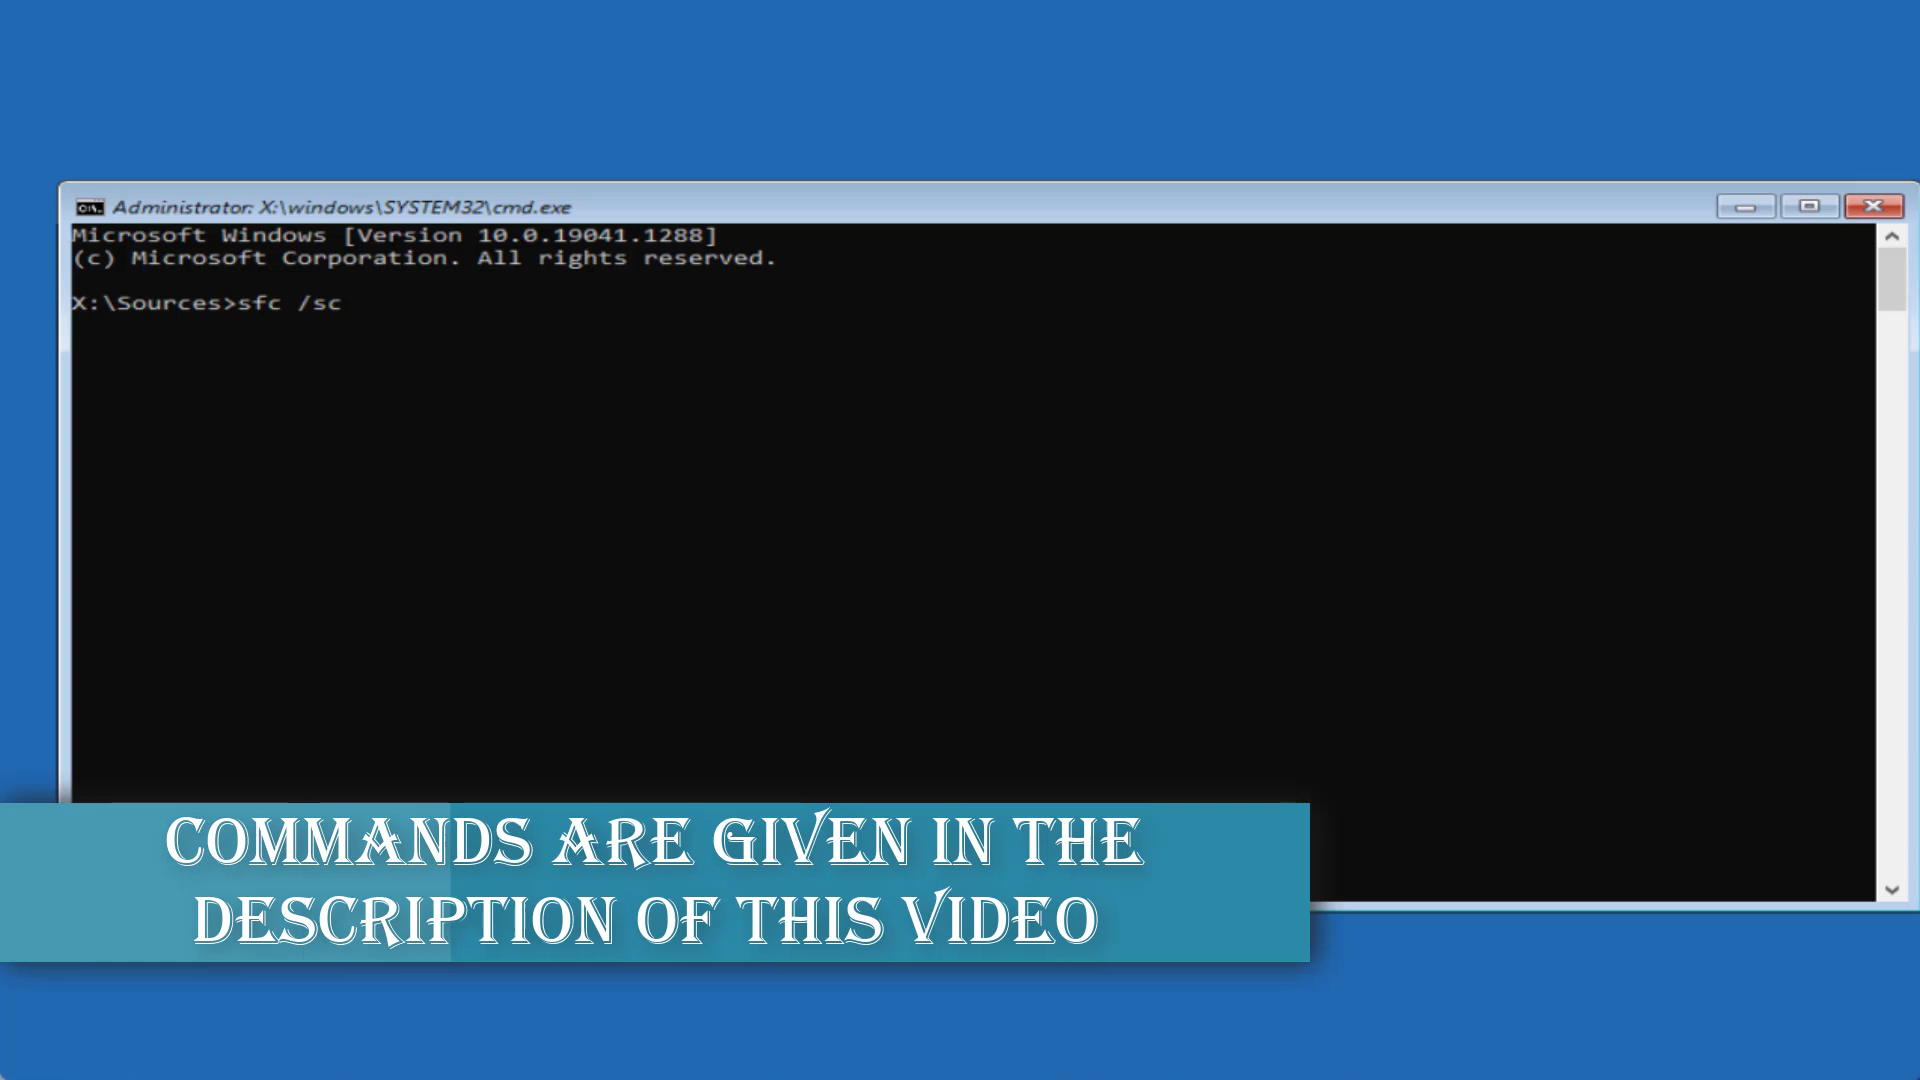 Administrator: X:\windows\SYSTEM32\cmd.exe
Microsoft Windows [Version 10.0.19041.1288]
(c) Microsoft Corporation. All rights reserved.
X:\Sources>sfc /sc
COMMANDS ARE GIVEN IN THE
DESCRIPTION OF THIS VIDEO